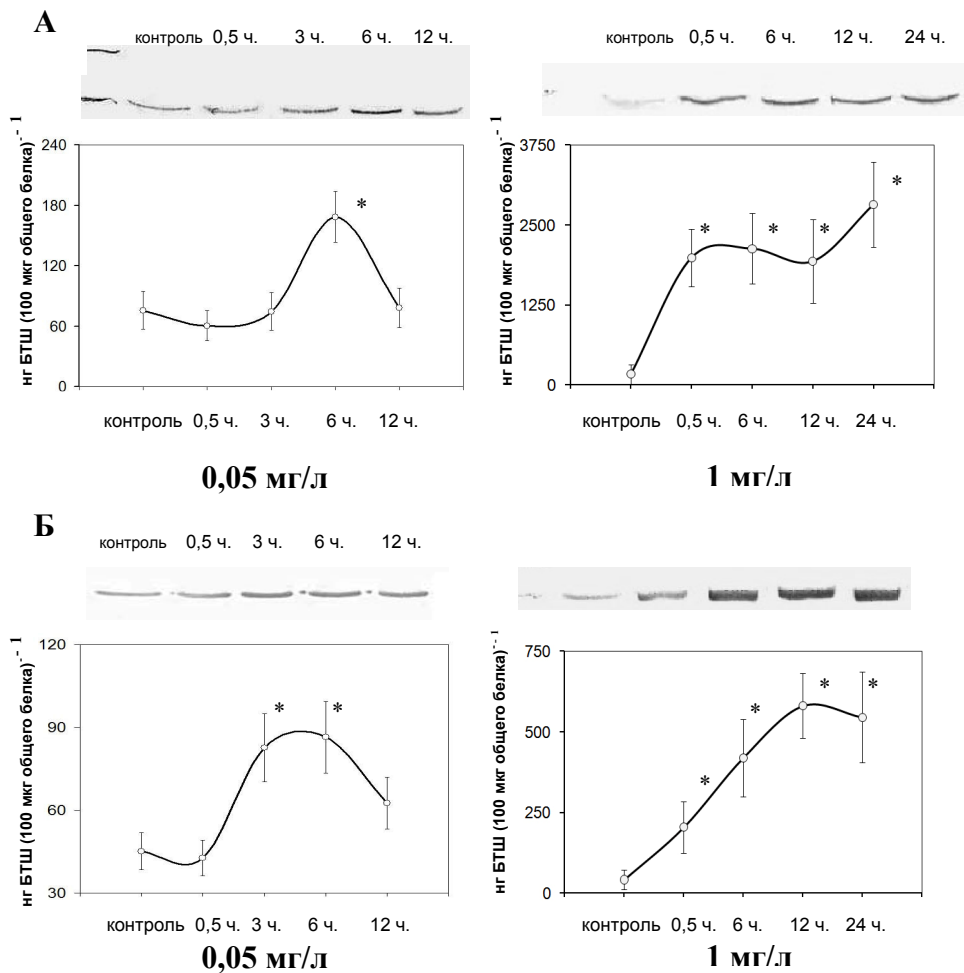 А
контроль 0,5 ч. 3 ч. 6 ч. 12 ч.
контроль 0,5 ч. 6 ч. 12 ч. 24 ч.
нг БТШ (100 мкг общего белка)⁻¹
240
180
120
60
0
*
контроль 0,5 ч. 3 ч. 6 ч. 12 ч.
0,05 мг/л
нг БТШ (100 мкг общего белка)⁻¹
3750
2500
1250
0
* * * *
контроль 0,5 ч. 6 ч. 12 ч. 24 ч.
1 мг/л
Б
контроль 0,5 ч. 3 ч. 6 ч. 12 ч.
нг БТШ (100 мкг общего белка)⁻¹
120
90
60
30
* *
контроль 0,5 ч. 3 ч. 6 ч. 12 ч.
0,05 мг/л
нг БТШ (100 мкг общего белка)⁻¹
750
500
250
0
* * * *
контроль 0,5 ч. 6 ч. 12 ч. 24 ч.
1 мг/л